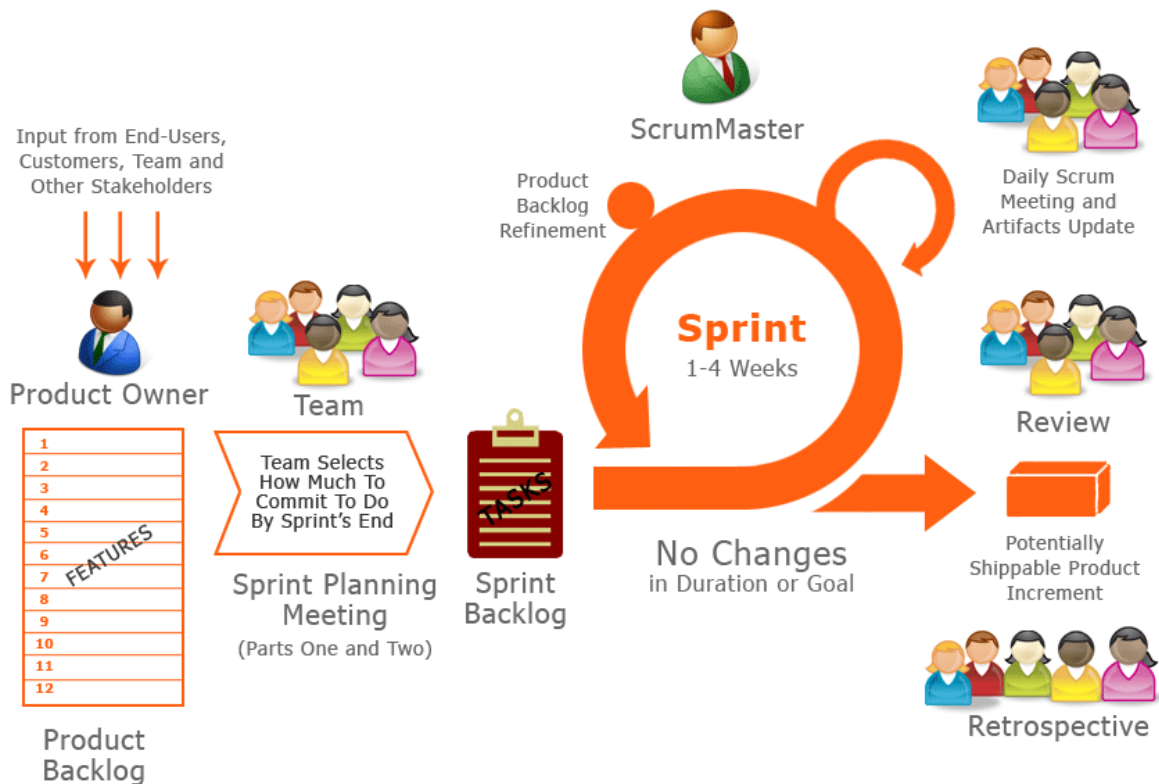 Input from End-Users,
Customers, Team and
Other Stakeholders
Product Owner
1
2
3
4
5
6
7
8
9
10
11
12
FEATURES
Product
Backlog
Team
Team Selects
How Much To
Commit To Do
By Sprint's End
Sprint Planning
Meeting
(Parts One and Two)
TASKS
Sprint
Backlog
ScrumMaster
Product
Backlog
Refinement
Sprint
1-4 Weeks
No Changes
in Duration or Goal
Daily Scrum
Meeting and
Artifacts Update
Review
Potentially
Shippable Product
Increment
Retrospective